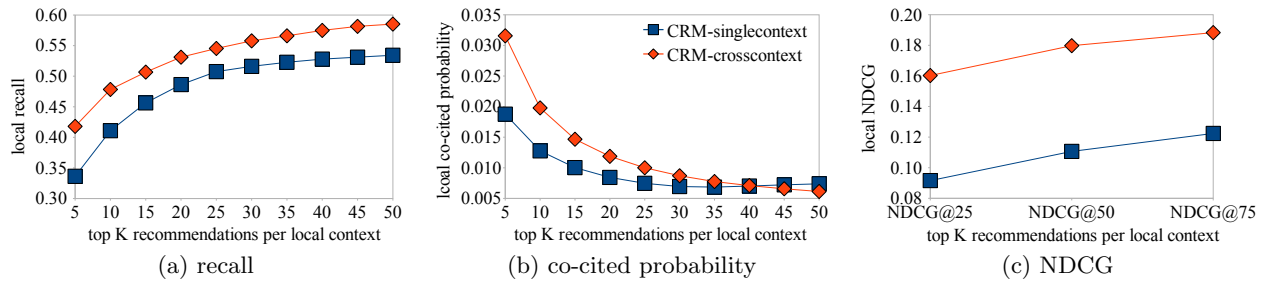 local recall
0.60
0.55
0.50
0.45
0.40
0.35
0.30
5 10 15 20 25 30 35 40 45 50
top K recommendations per local context
(a) recall
lcoal co-cited probability
0.035
0.030
0.025
0.020
0.015
0.010
0.005
CRM-singlecontext
CRM-crosscontext
5 10 15 20 25 30 35 40 45 50
top K recommendations per local context
(b) co-cited probability
local NDCG
0.20
0.18
0.16
0.14
0.12
0.10
0.08
NDCG@25 NDCG@50 NDCG@75
top K recommendations per local context
(c) NDCG